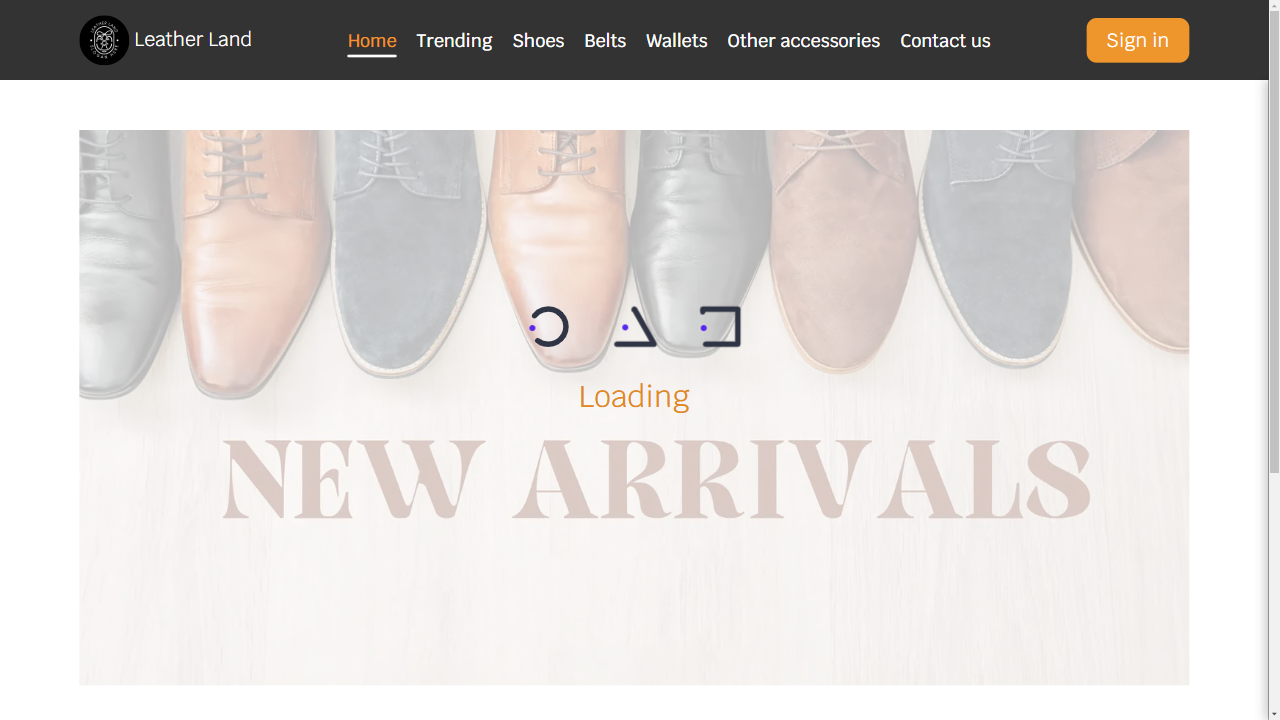 Leather Land
Home Trending Shoes Belts Wallets Other accessories Contact us
Sign in
Loading
NEW ARRIVALS